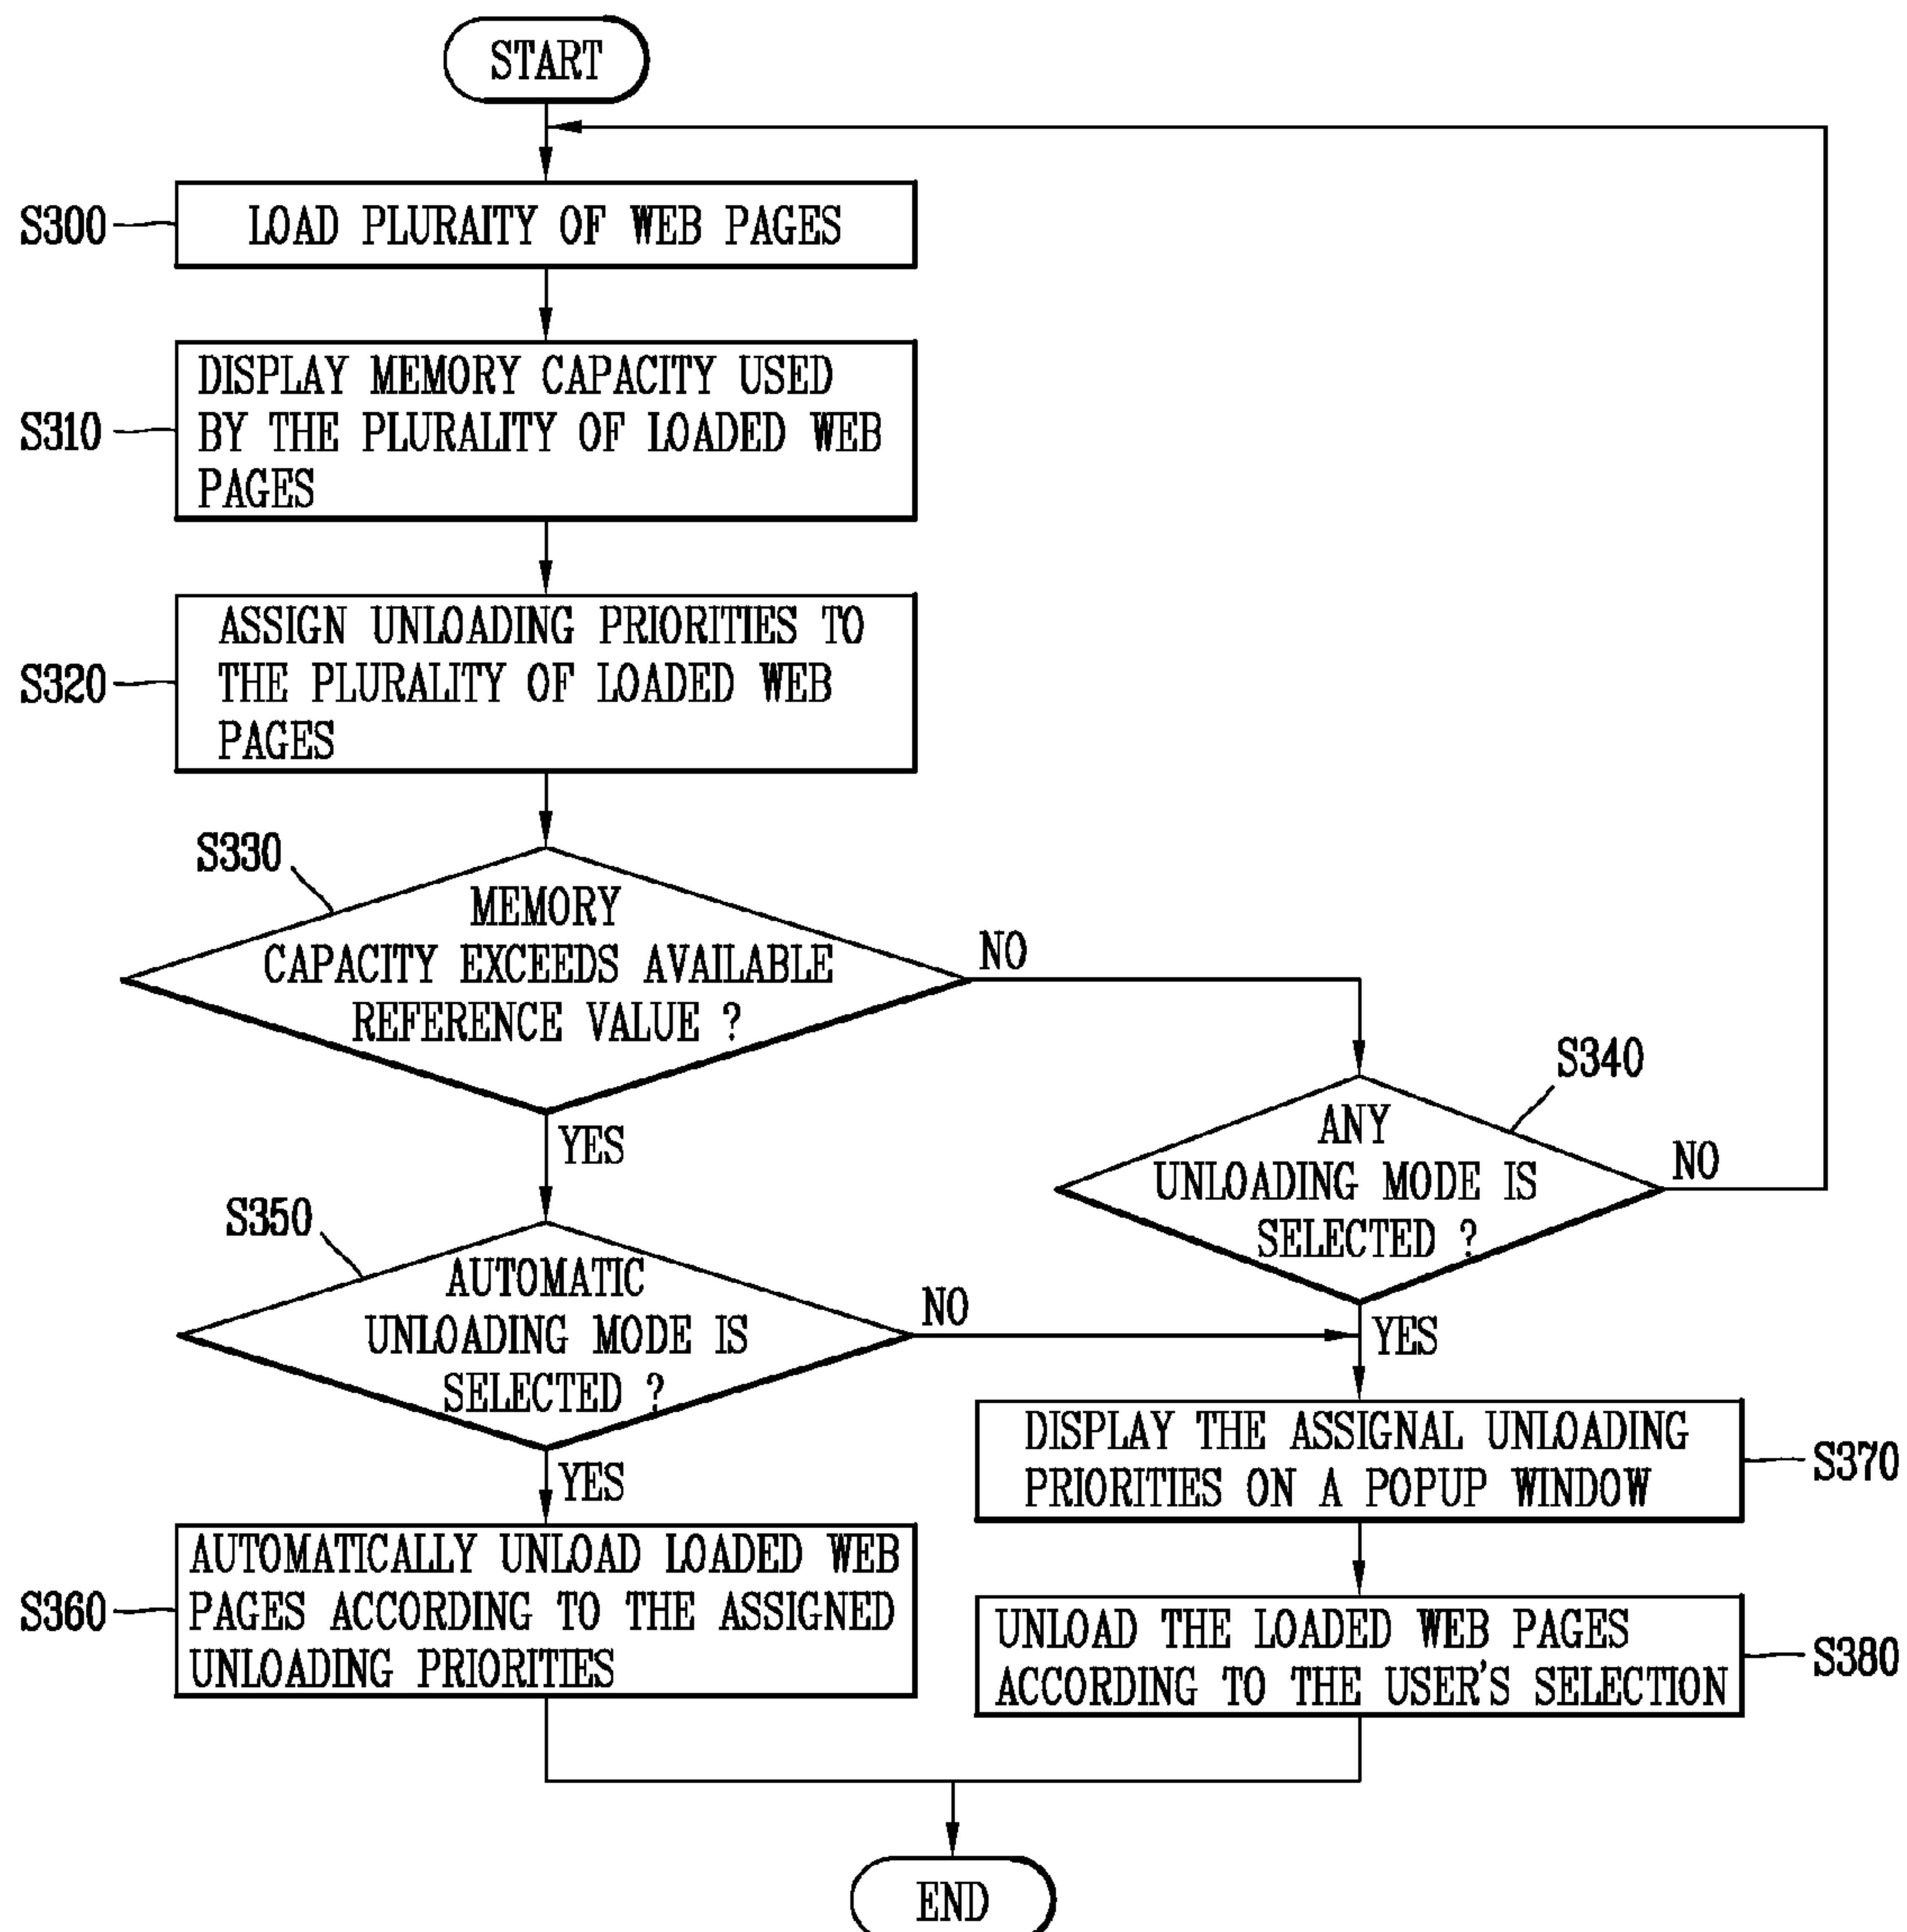 START
S300
LOAD PLURAITY OF WEB PAGES
S310
DISPLAY MEMORY CAPACITY USED
BY THE PLURALITY OF LOADED WEB
PAGES
S320
ASSIGN UNLOADING PRIORITIES TO
THE PLURALITY OF LOADED WEB
PAGES
S330
MEMORY
CAPACITY EXCEEDS AVAILABLE
REFERENCE VALUE ?
NO
YES
S340
ANY
UNLOADING MODE IS
SELECTED ?
NO
YES
S350
AUTOMATIC
UNLOADING MODE IS
SELECTED ?
NO
YES
S360
AUTOMATICALLY UNLOAD LOADED WEB
PAGES ACCORDING TO THE ASSIGNED
UNLOADING PRIORITIES
DISPLAY THE ASSIGNAL UNLOADING
PRIORITIES ON A POPUP WINDOW
S370
UNLOAD THE LOADED WEB PAGES
ACCORDING TO THE USER'S SELECTION
S380
END